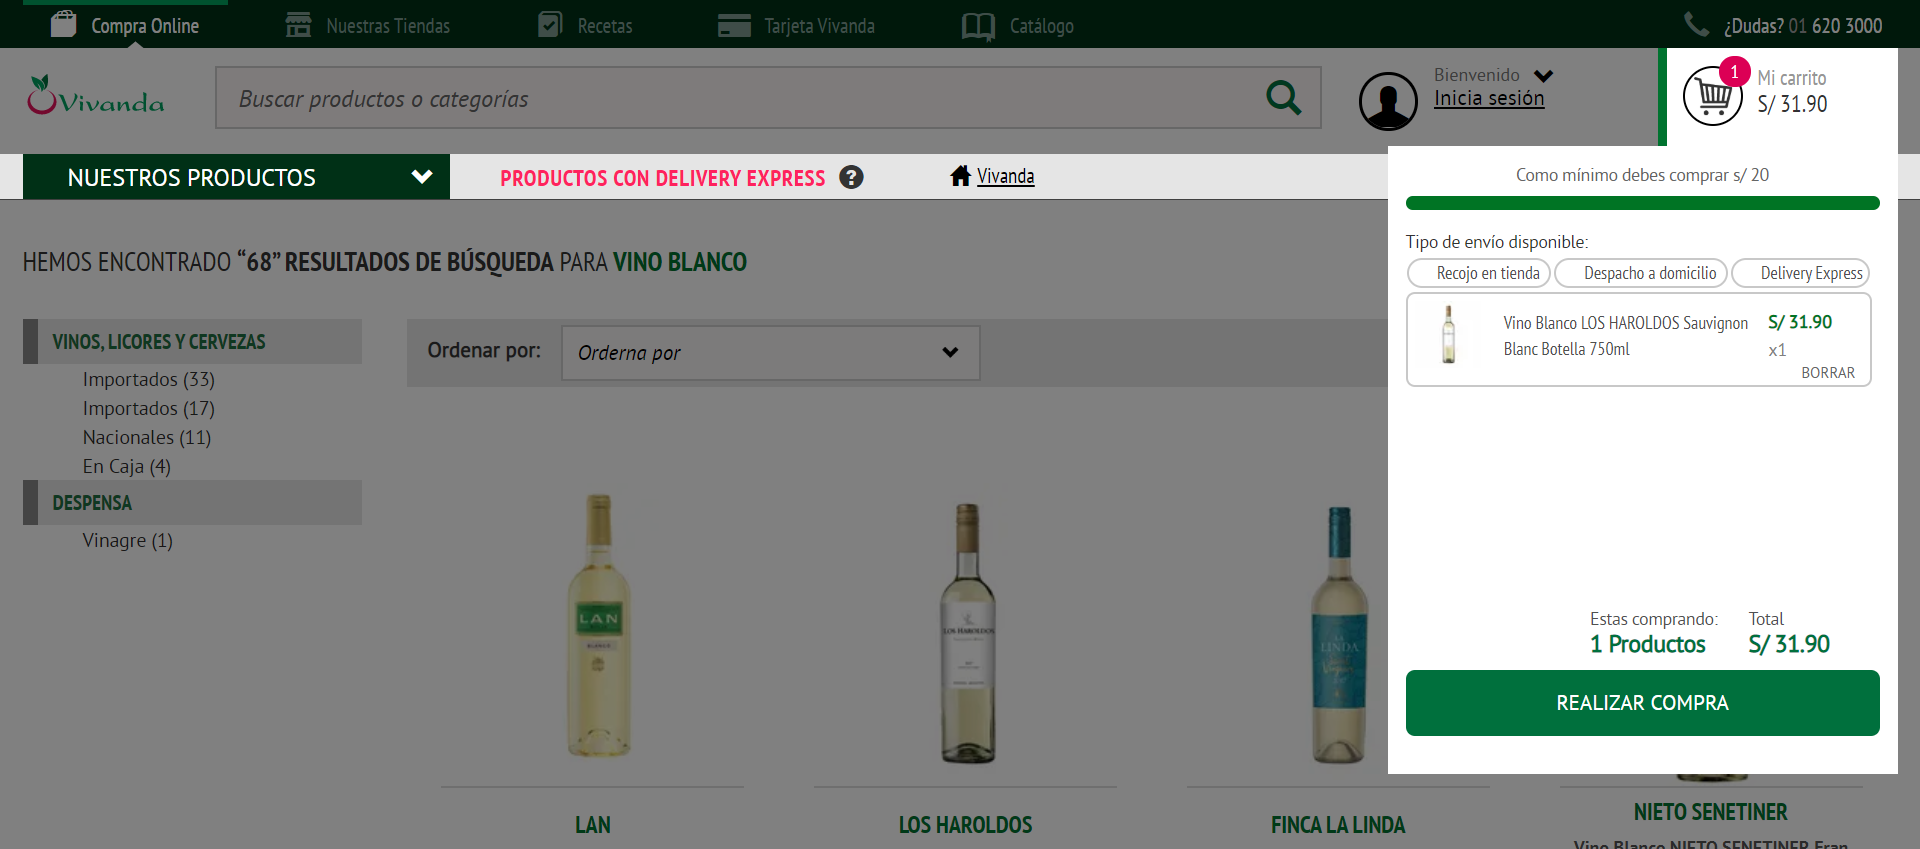 Compra Online
Nuestras Tiendas
Recetas
Tarjeta Vivanda
Catálogo
¿Dudas? 01 620 3000
Vivanda
Buscar productos o categorías
Bienvenido
Inicia sesión
1
Mi carrito
S/ 31.90
NUESTROS PRODUCTOS
PRODUCTOS CON DELIVERY EXPRESS ?
Vivanda
Como mínimo debes comprar s/ 20
Tipo de envío disponible:
Recojo en tienda
Despacho a domicilio
Delivery Express
Vino Blanco LOS HAROLDOS Sauvignon
Blanc Botella 750ml
S/ 31.90
x1
BORRAR
Estas comprando:
1 Productos
Total
S/ 31.90
REALIZAR COMPRA
HEMOS ENCONTRADO “68” RESULTADOS DE BÚSQUEDA PARA VINO BLANCO
VINOS, LICORES Y CERVEZAS
Importados (33)
Importados (17)
Nacionales (11)
En Caja (4)
DESPENSA
Vinagre (1)
Ordenar por:
Orderna por
LAN
BLANCO
LOS HAROLDOS
LA LINDA
LAN
LOS HAROLDOS
FINCA LA LINDA
NIETO SENETINER
Vino Blanco NIETO SENETINER Fran